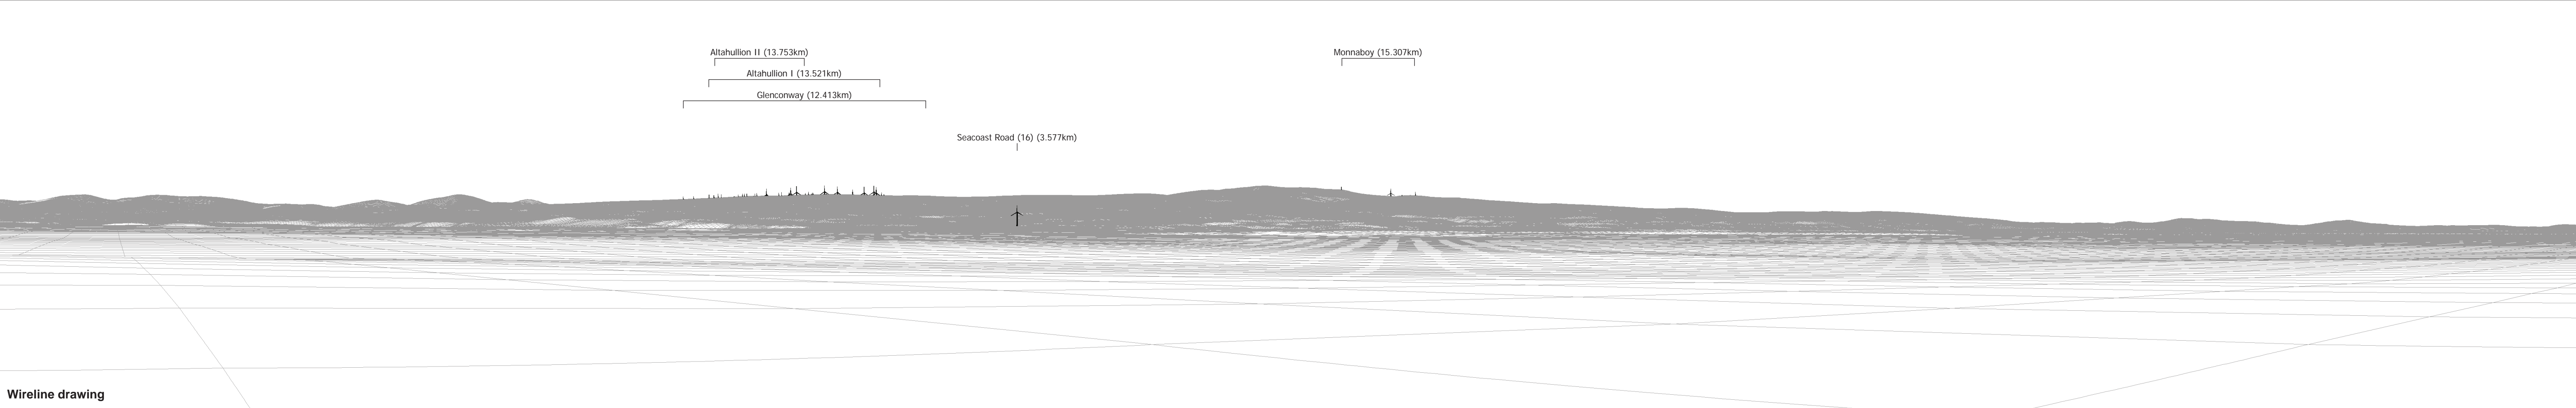 Altahullion II (13.753km)
Monnaboy (15.307km)
Altahullion I (13.521km)
Glenconway (12.413km)
Seacoast Road (16) (3.577km)
Wireline drawing